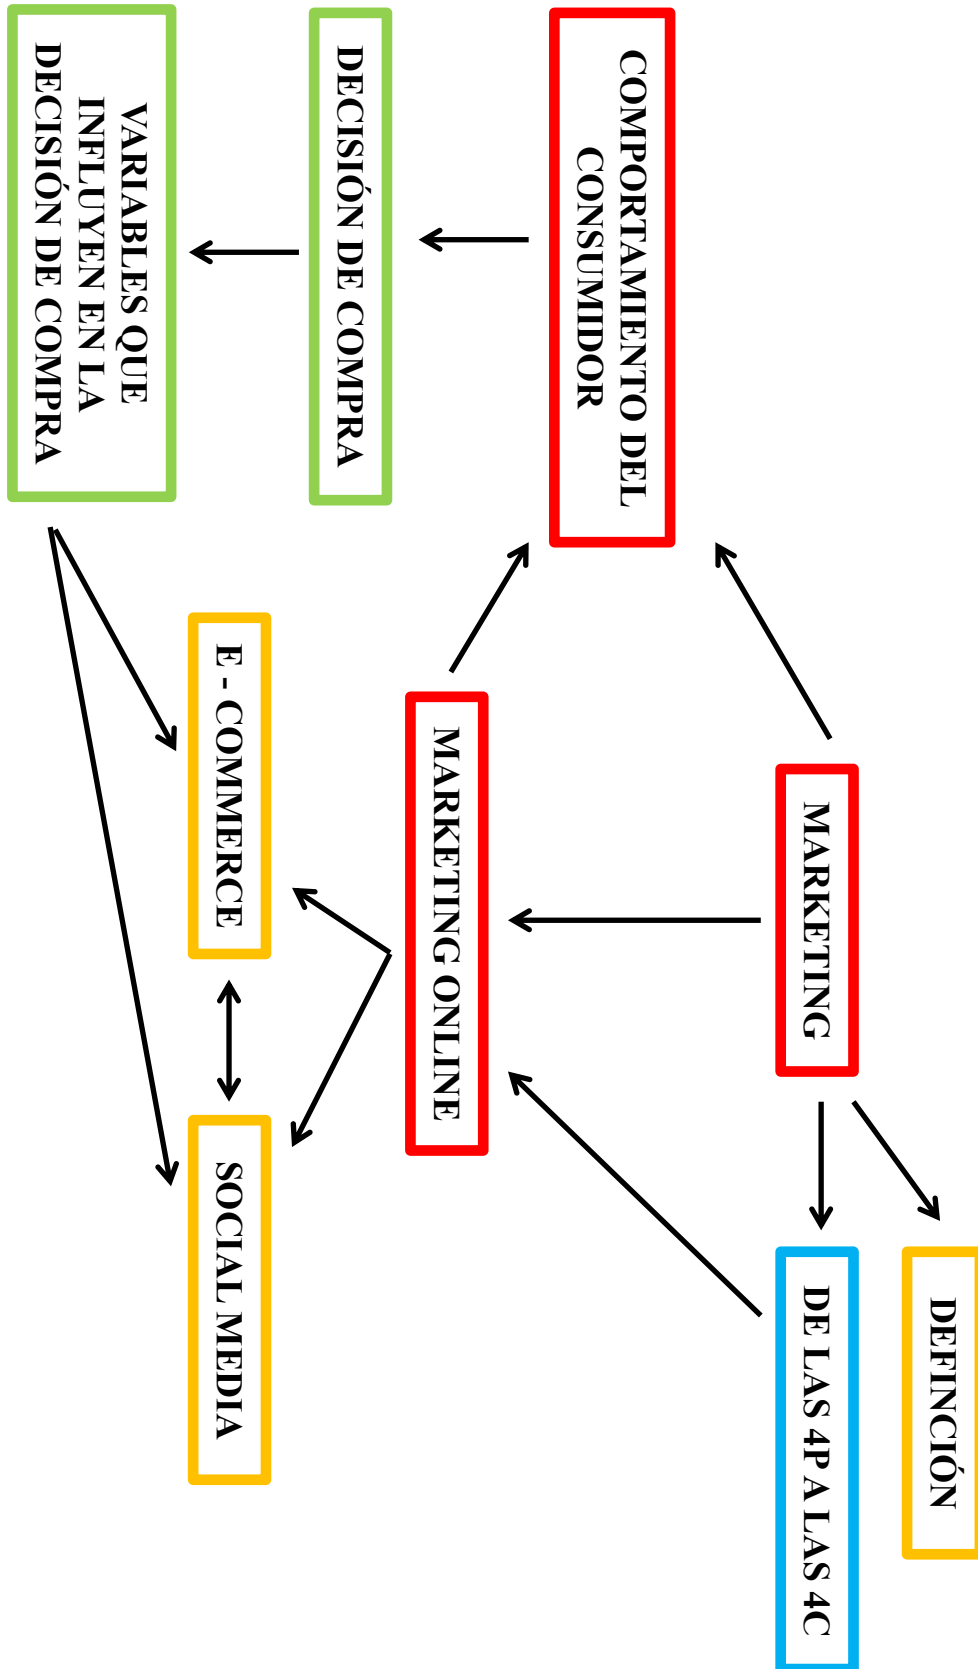 DEFINCIÓN
MARKETING
DE LAS 4P A LAS 4C
COMPORTAMIENTO DEL
CONSUMIDOR
MARKETING ONLINE
DECISIÓN DE COMPRA
E - COMMERCE
SOCIAL MEDIA
VARIABLES QUE
INFLUYEN EN LA
DECISIÓN DE COMPRA